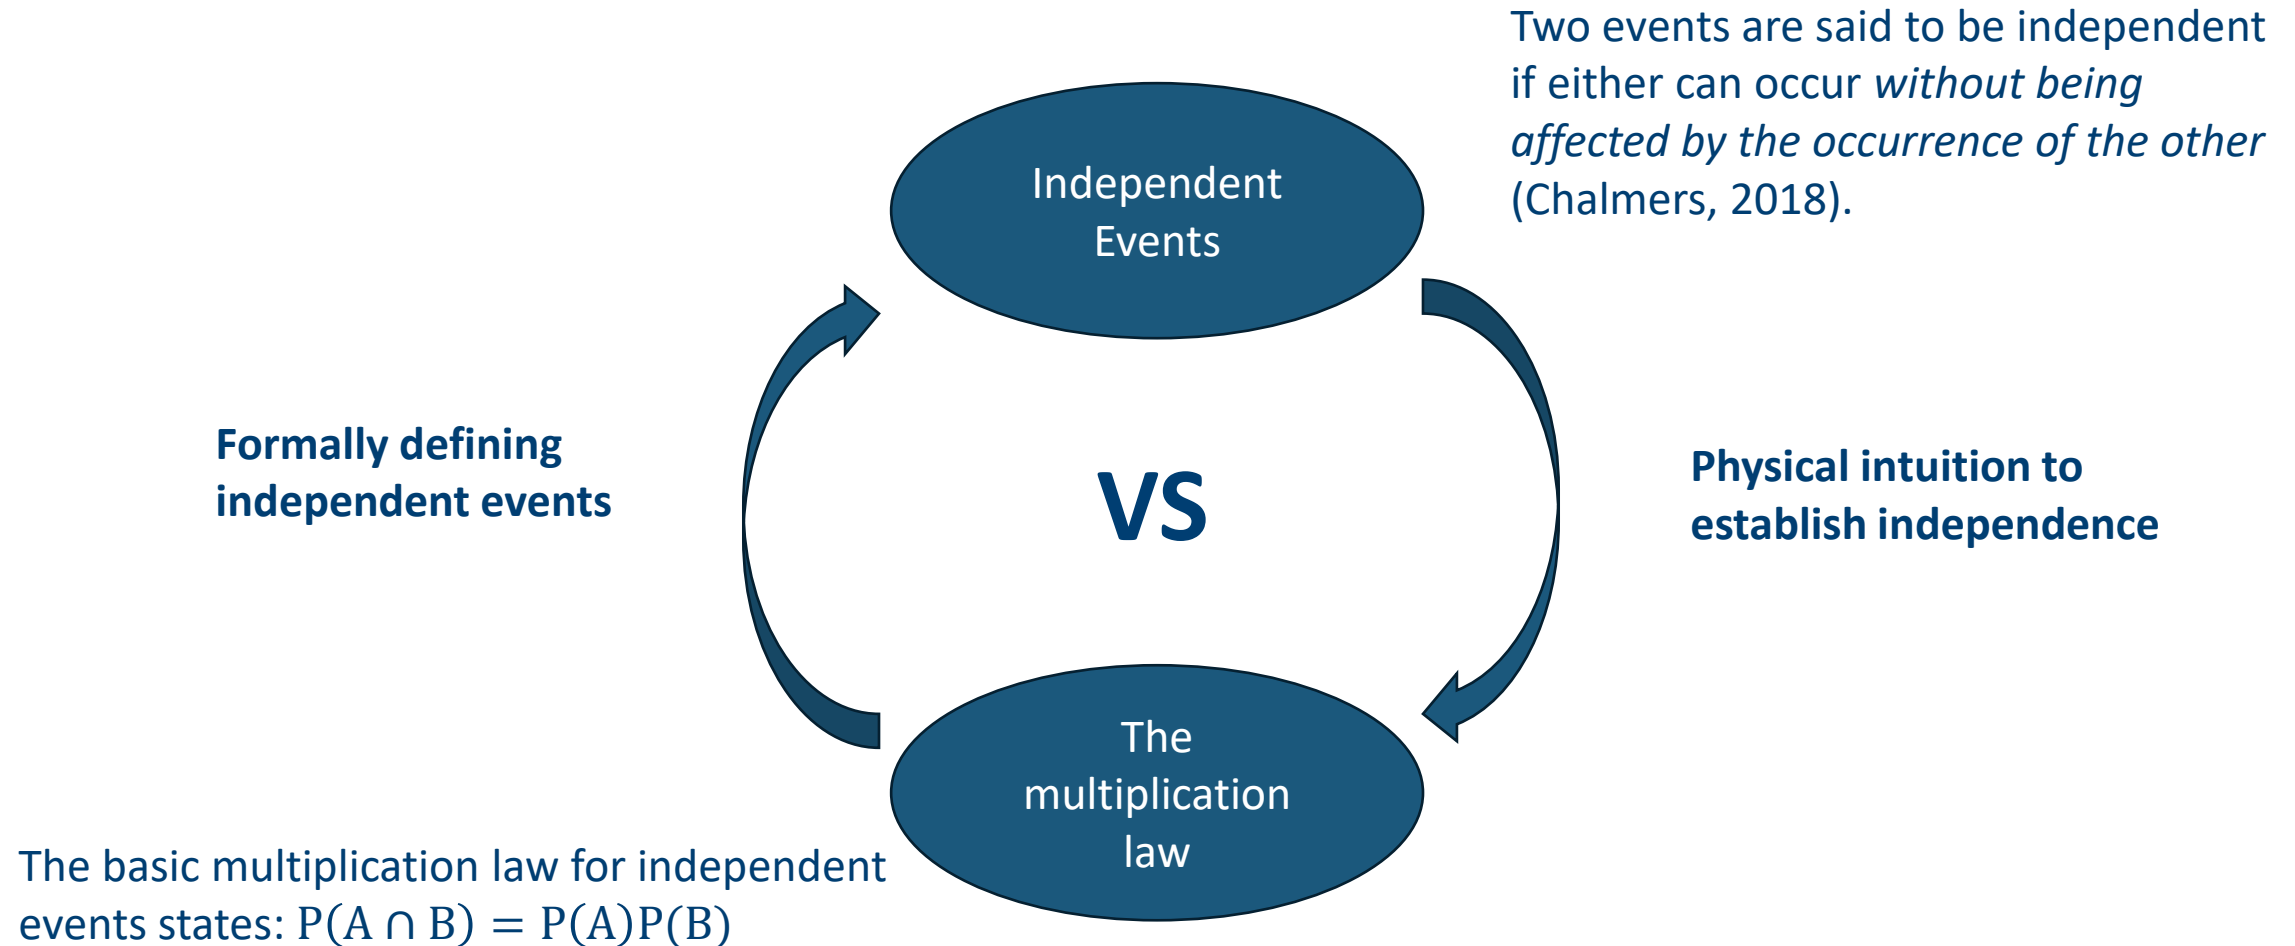 Two events are said to be independent
if either can occur without being
affected by the occurrence of the other
(Chalmers, 2018).
Independent
Events
Formally defining
independent events
VS
Physical intuition to
establish independence
The
multiplication
law
The basic multiplication law for independent
events states: P(A ∩ B) = P(A)P(B)